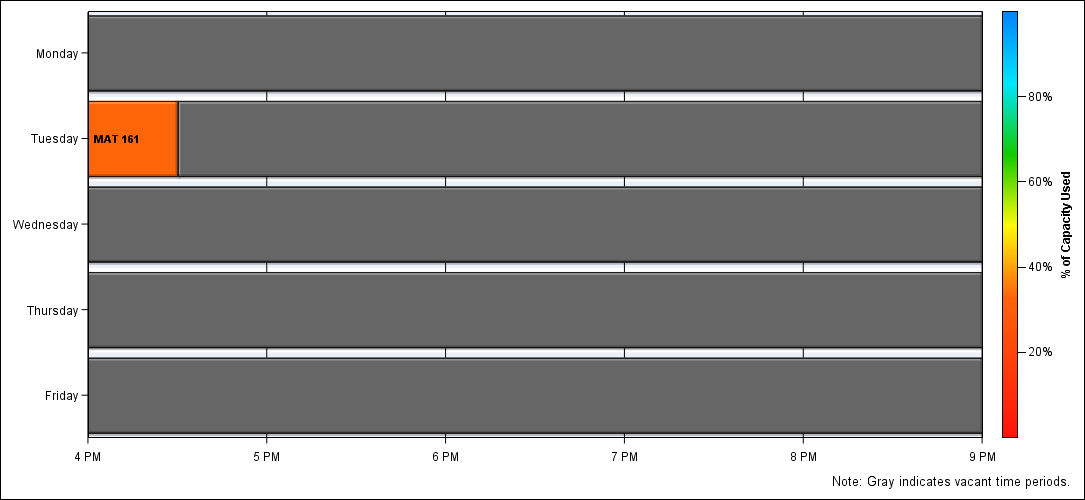 Monday
Tuesday
MAT 161
Wednesday
Thursday
Friday
4 PM 5 PM 6 PM 7 PM 8 PM 9 PM
80%
60%
40%
20%
% of Capacity Used
Note: Gray indicates vacant time periods.